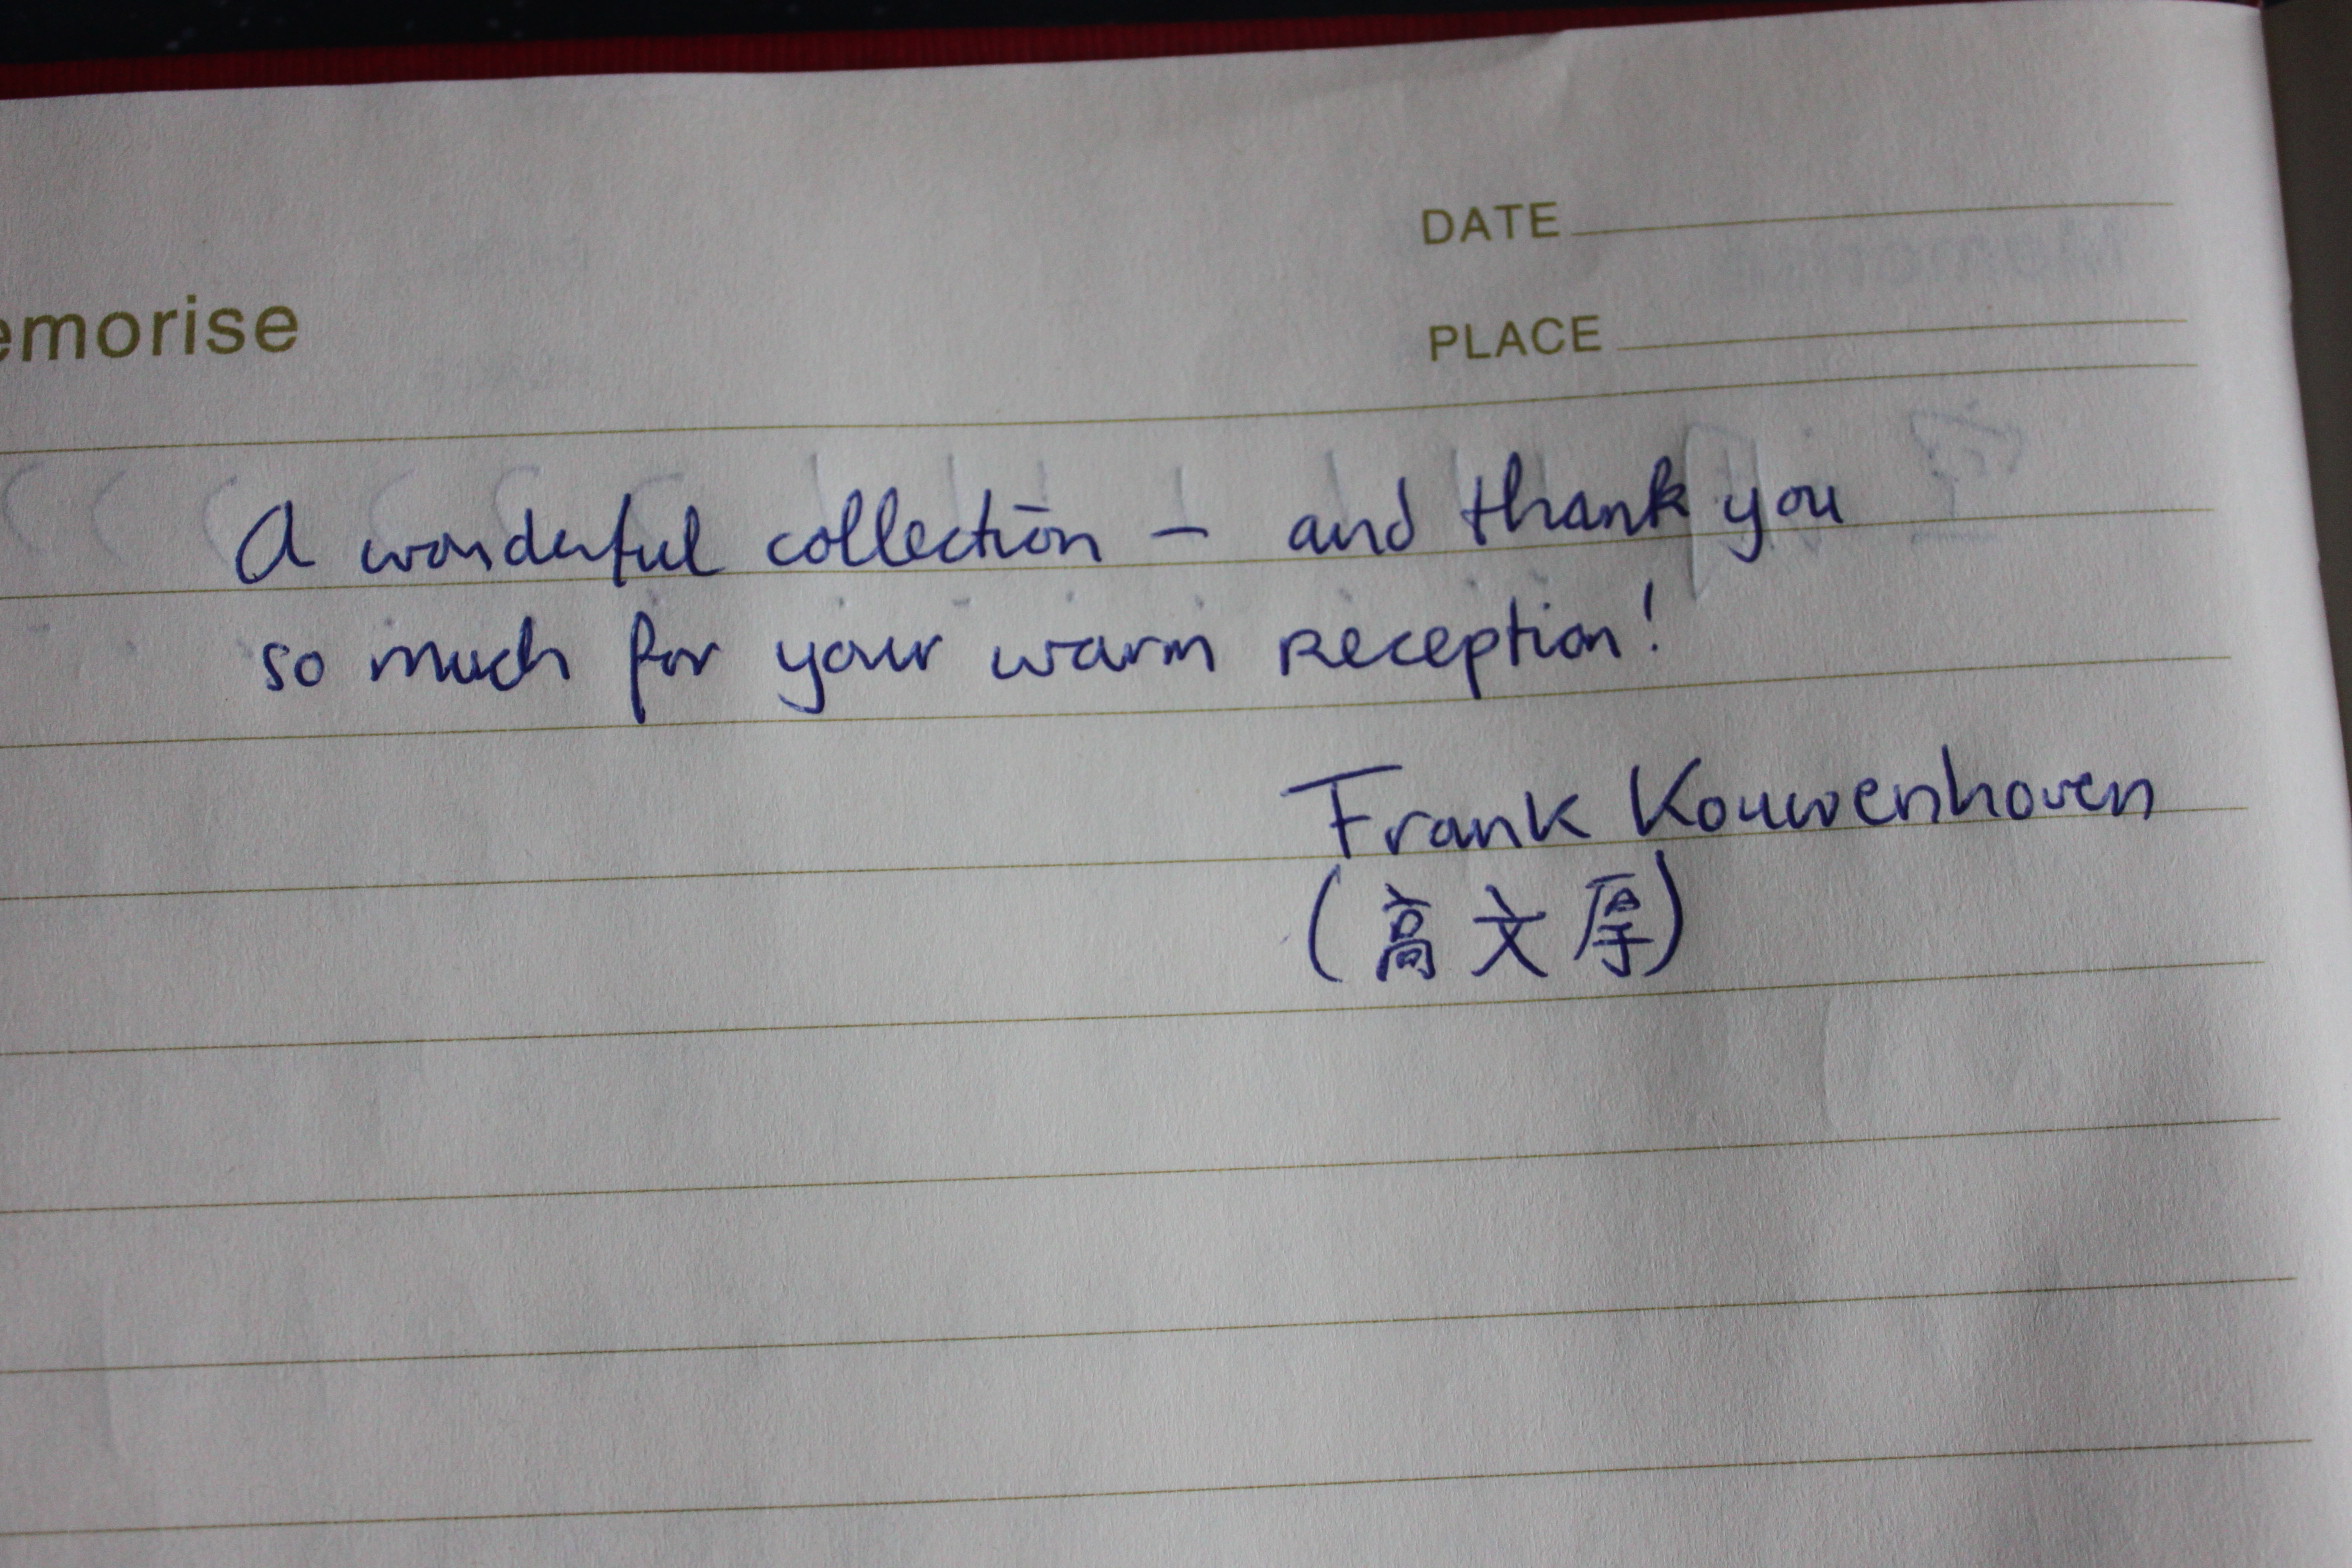 DATE
PLACE
emorise
A wonderful collection – and thank you
so much for your warm reception!
Frank Kouwenhoven
(高文厚)